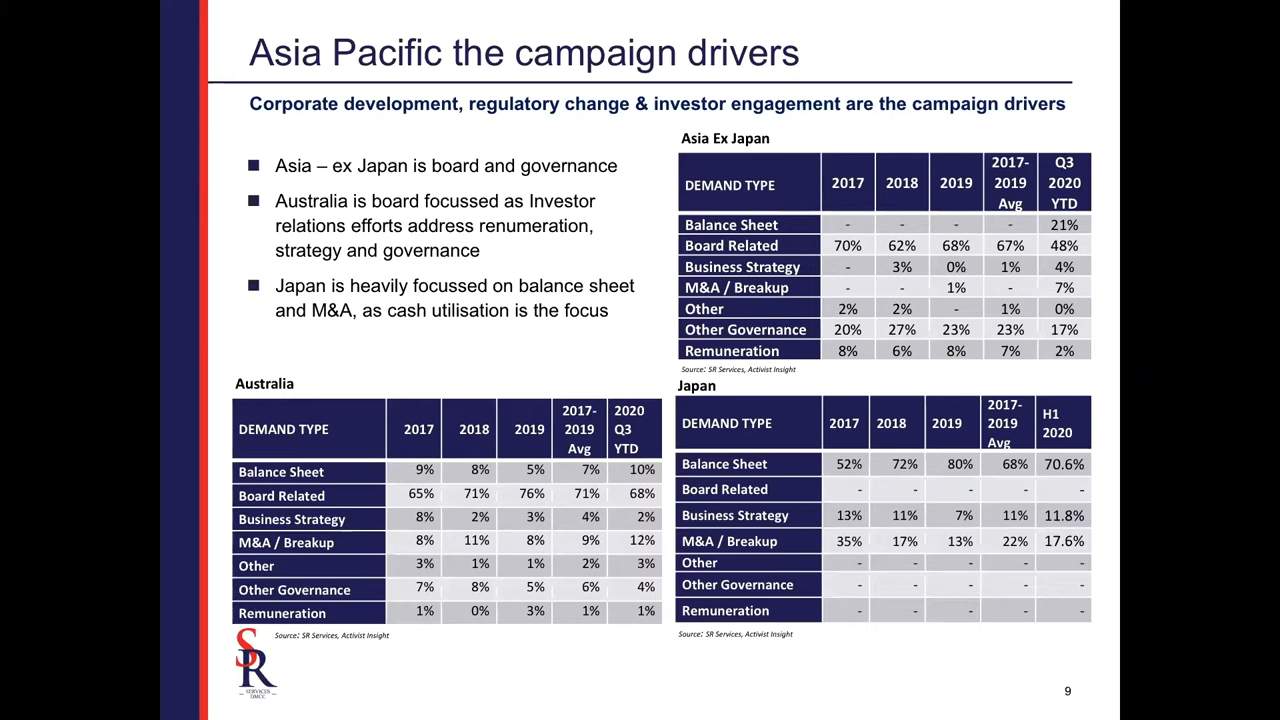 Asia Pacific the campaign drivers
Corporate development, regulatory change & investor engagement are the campaign drivers
Asia – ex Japan is board and governance
Australia is board focussed as Investor
relations efforts address renumeration,
strategy and governance
Japan is heavily focussed on balance sheet
and M&A, as cash utilisation is the focus
Asia Ex Japan
DEMAND TYPE 2017 2018 2019 2017-2019 Avg Q3 2020 YTD
Balance Sheet - - - - 21%
Board Related 70% 62% 68% 67% 48%
Business Strategy - 3% 0% 1% 4%
M&A / Breakup - - 1% - 7%
Other 2% 2% - 1% 0%
Other Governance 20% 27% 23% 23% 17%
Remuneration 8% 6% 8% 7% 2%
Source: SR Services, Activist Insight
Australia
DEMAND TYPE 2017 2018 2019 2017-2019 Avg 2020 Q3 YTD
Balance Sheet 9% 8% 5% 7% 10%
Board Related 65% 71% 76% 71% 68%
Business Strategy 8% 2% 3% 4% 2%
M&A / Breakup 8% 11% 8% 9% 12%
Other 3% 1% 1% 2% 3%
Other Governance 7% 8% 5% 6% 4%
Remuneration 1% 0% 3% 1% 1%
Source: SR Services, Activist Insight
Japan
DEMAND TYPE 2017 2018 2019 2017-2019 Avg H1 2020
Balance Sheet 52% 72% 80% 68% 70.6%
Board Related - - - - -
Business Strategy 13% 11% 7% 11% 11.8%
M&A / Breakup 35% 17% 13% 22% 17.6%
Other - - - - -
Other Governance - - - - -
Remuneration - - - - -
Source: SR Services, Activist Insight
SR
SERVICES
DMCC
9